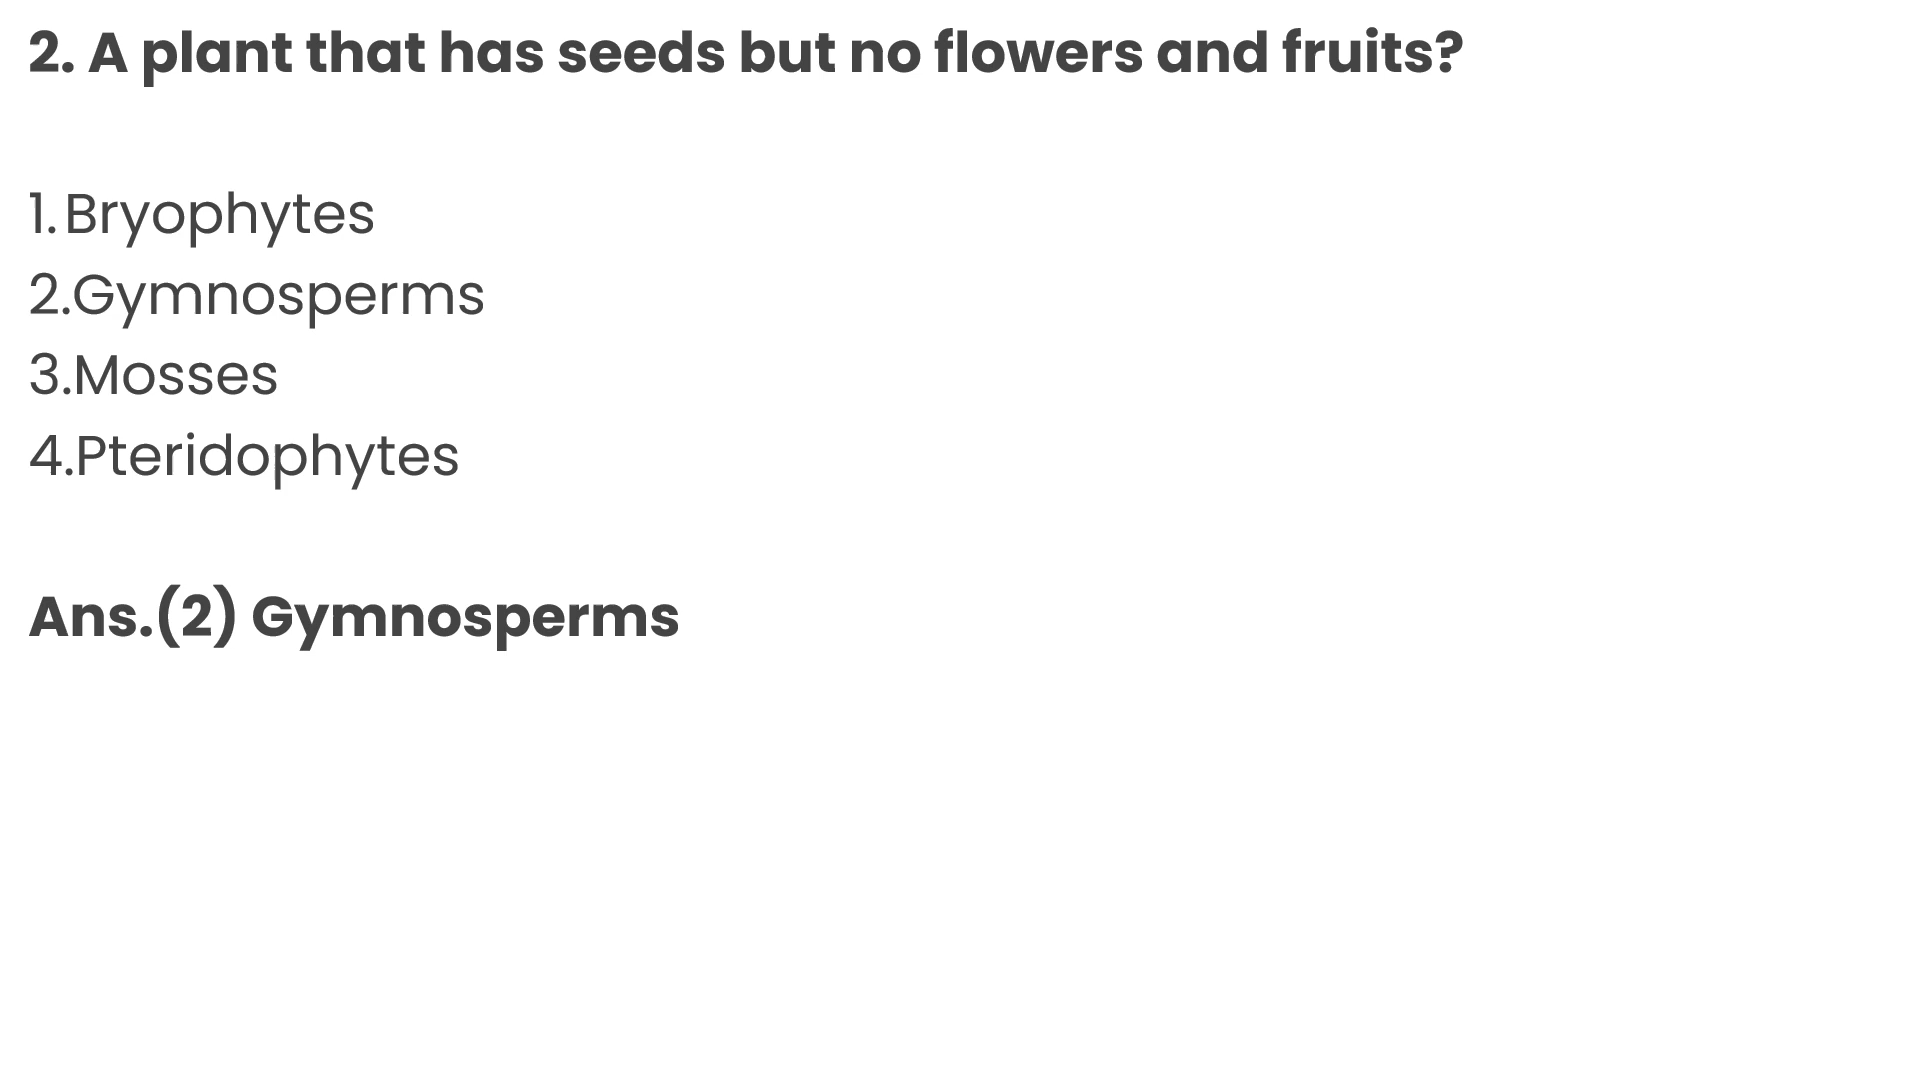 2. A plant that has seeds but no flowers and fruits?
1. Bryophytes
2.Gymnosperms
3.Mosses
4.Pteridophytes
Ans.(2) Gymnosperms